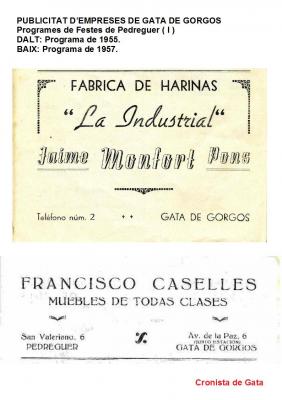 PUBLICITAT D'EMPRESES DE GATA DE GORGOS
Programes de Festes de Pedreguer ( I )
DALT: Programa de 1955.
BAIX: Programa de 1957.
FABRICA DE HARINAS
"La Industrial"
Jaime Monfort Pons
Teléfono núm. 2 GATA DE GORGOS
FRANCISCO CASELLES
MUEBLES DE TODAS CLASES
San Valeriano, 6
PEDREGUER
Av. de la Paz, 6
(JUNTO ESTACION)
GATA DE GORGOS
Cronista de Gata